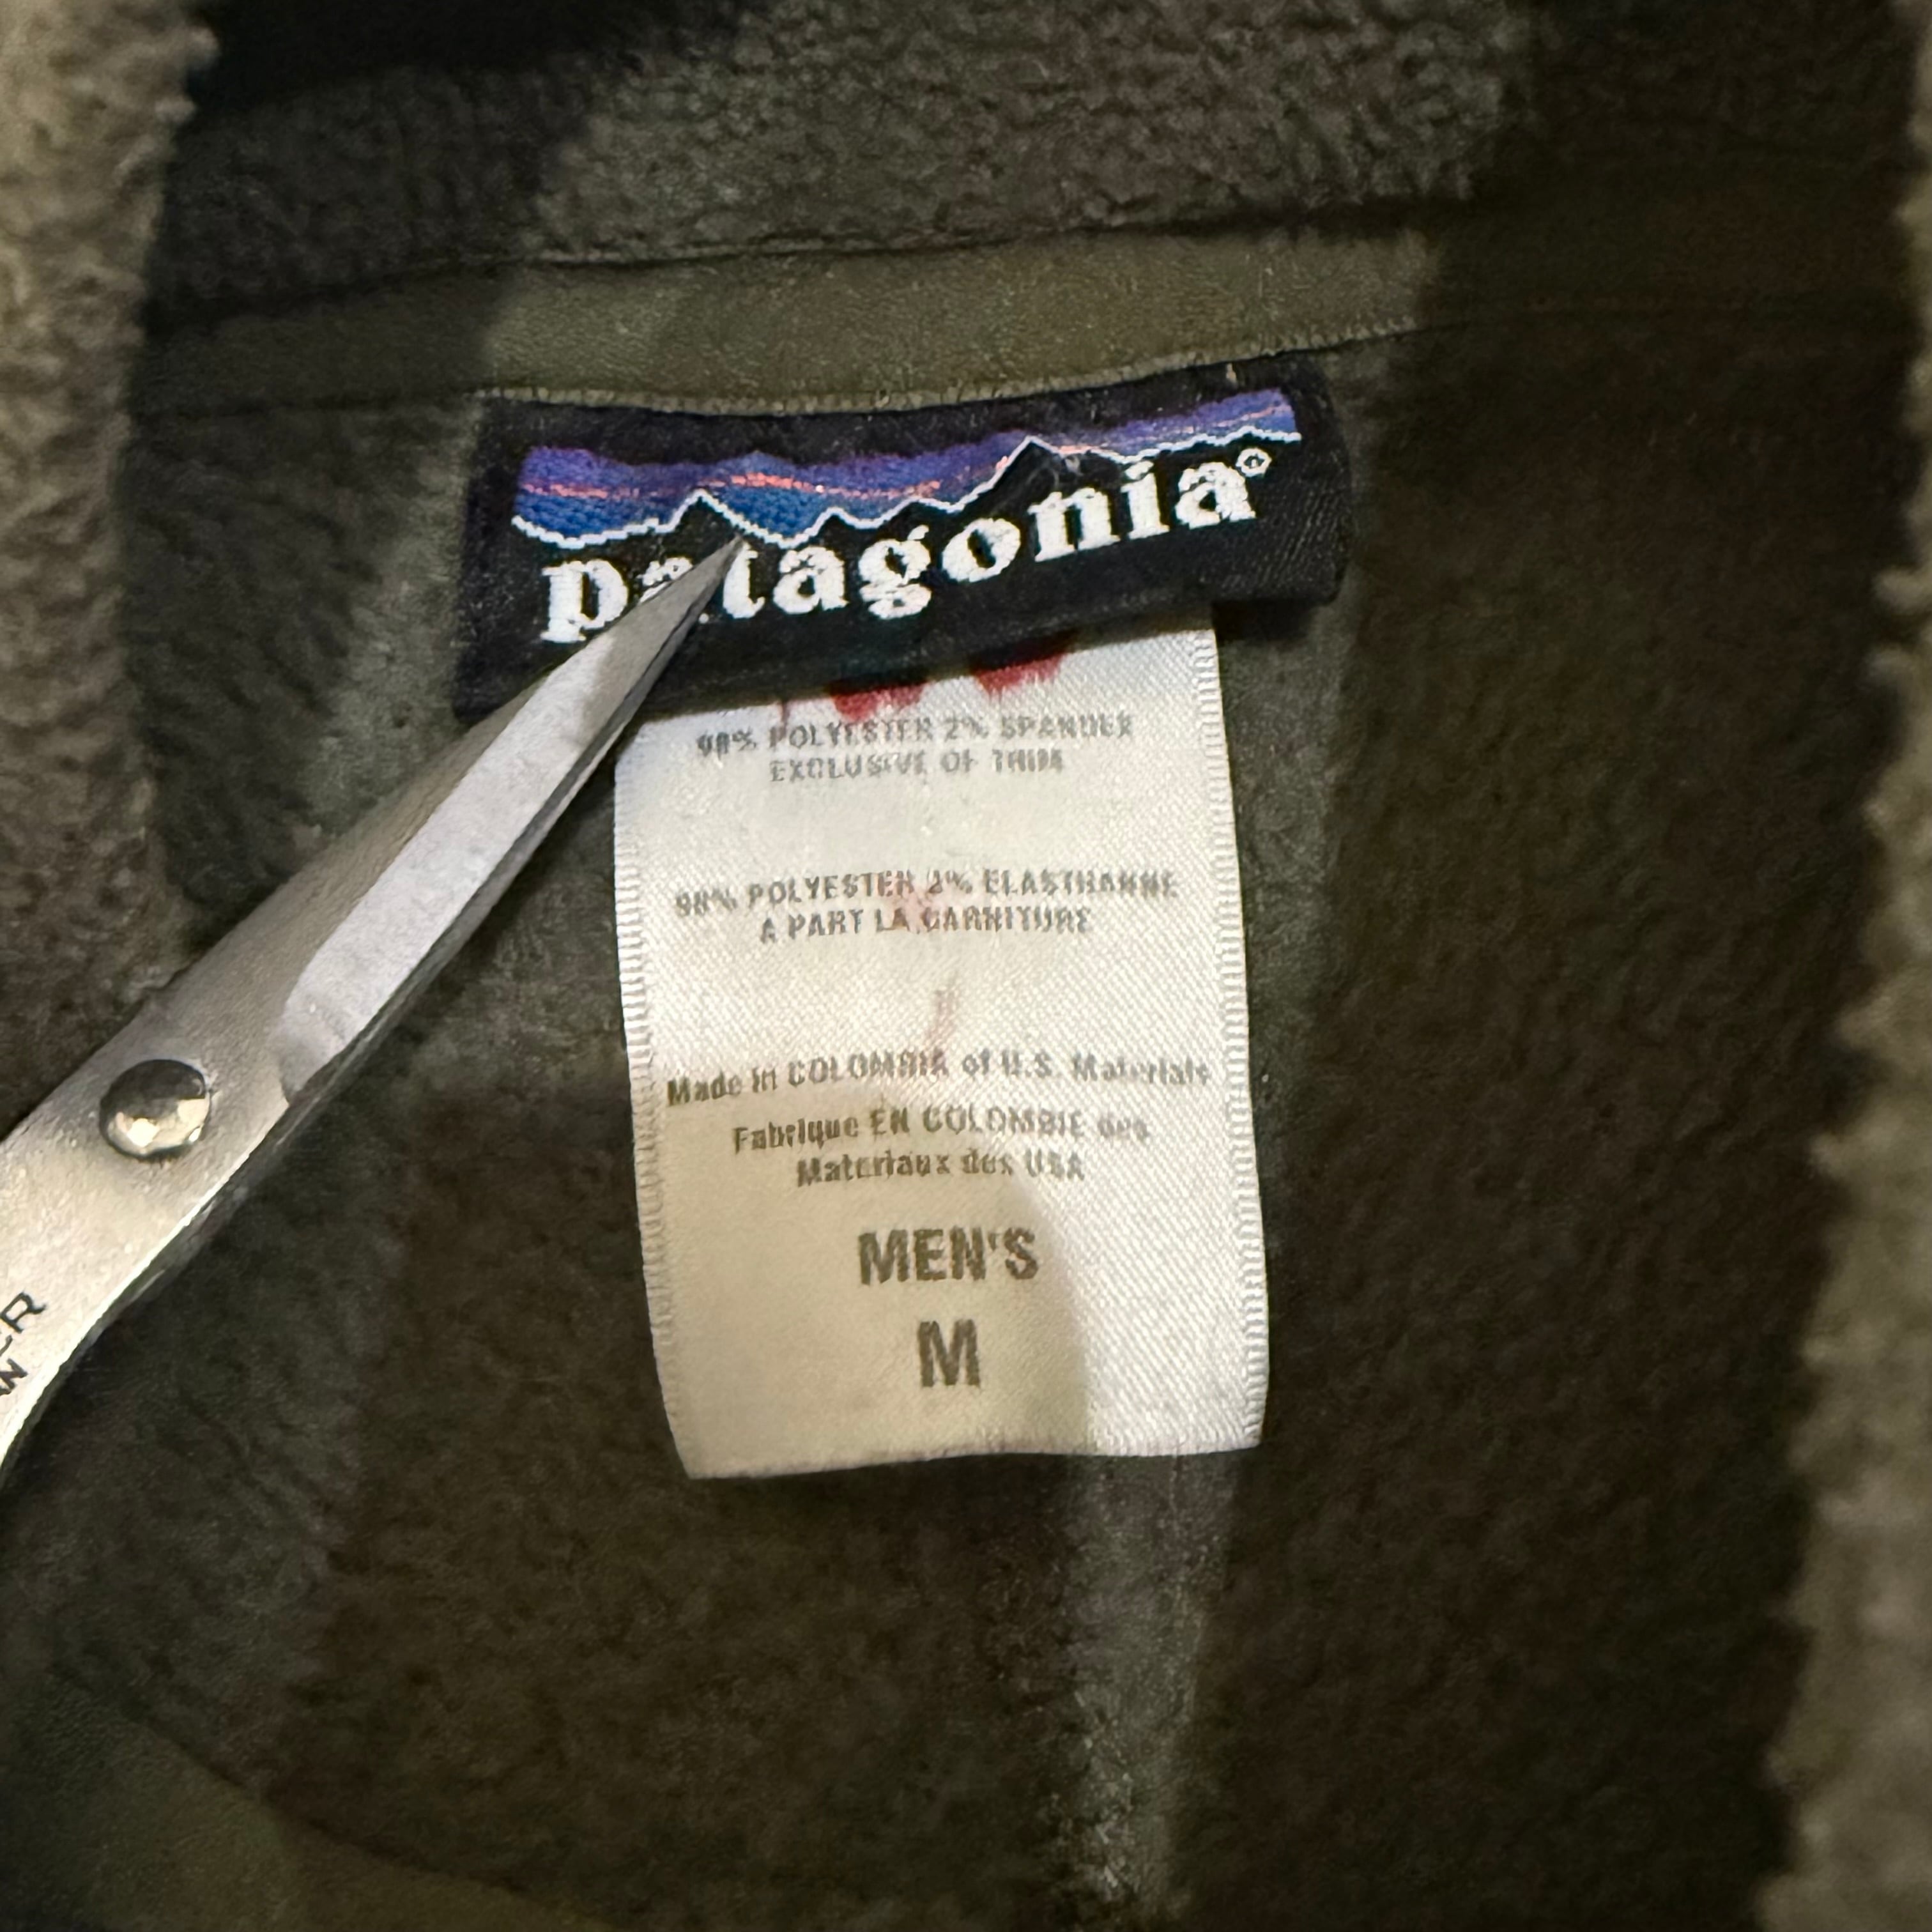 patagonia®
98% POLYESTER 2% SPANDEX
EXCLUSIVE OF TRIM
98% POLYESTER 2% ELASTHANNE
A PART LA GARNITURE
Made in COLOMBIA of U.S. Materials
Fabrique EN COLOMBIE des
Materiaux des USA
MEN'S
M